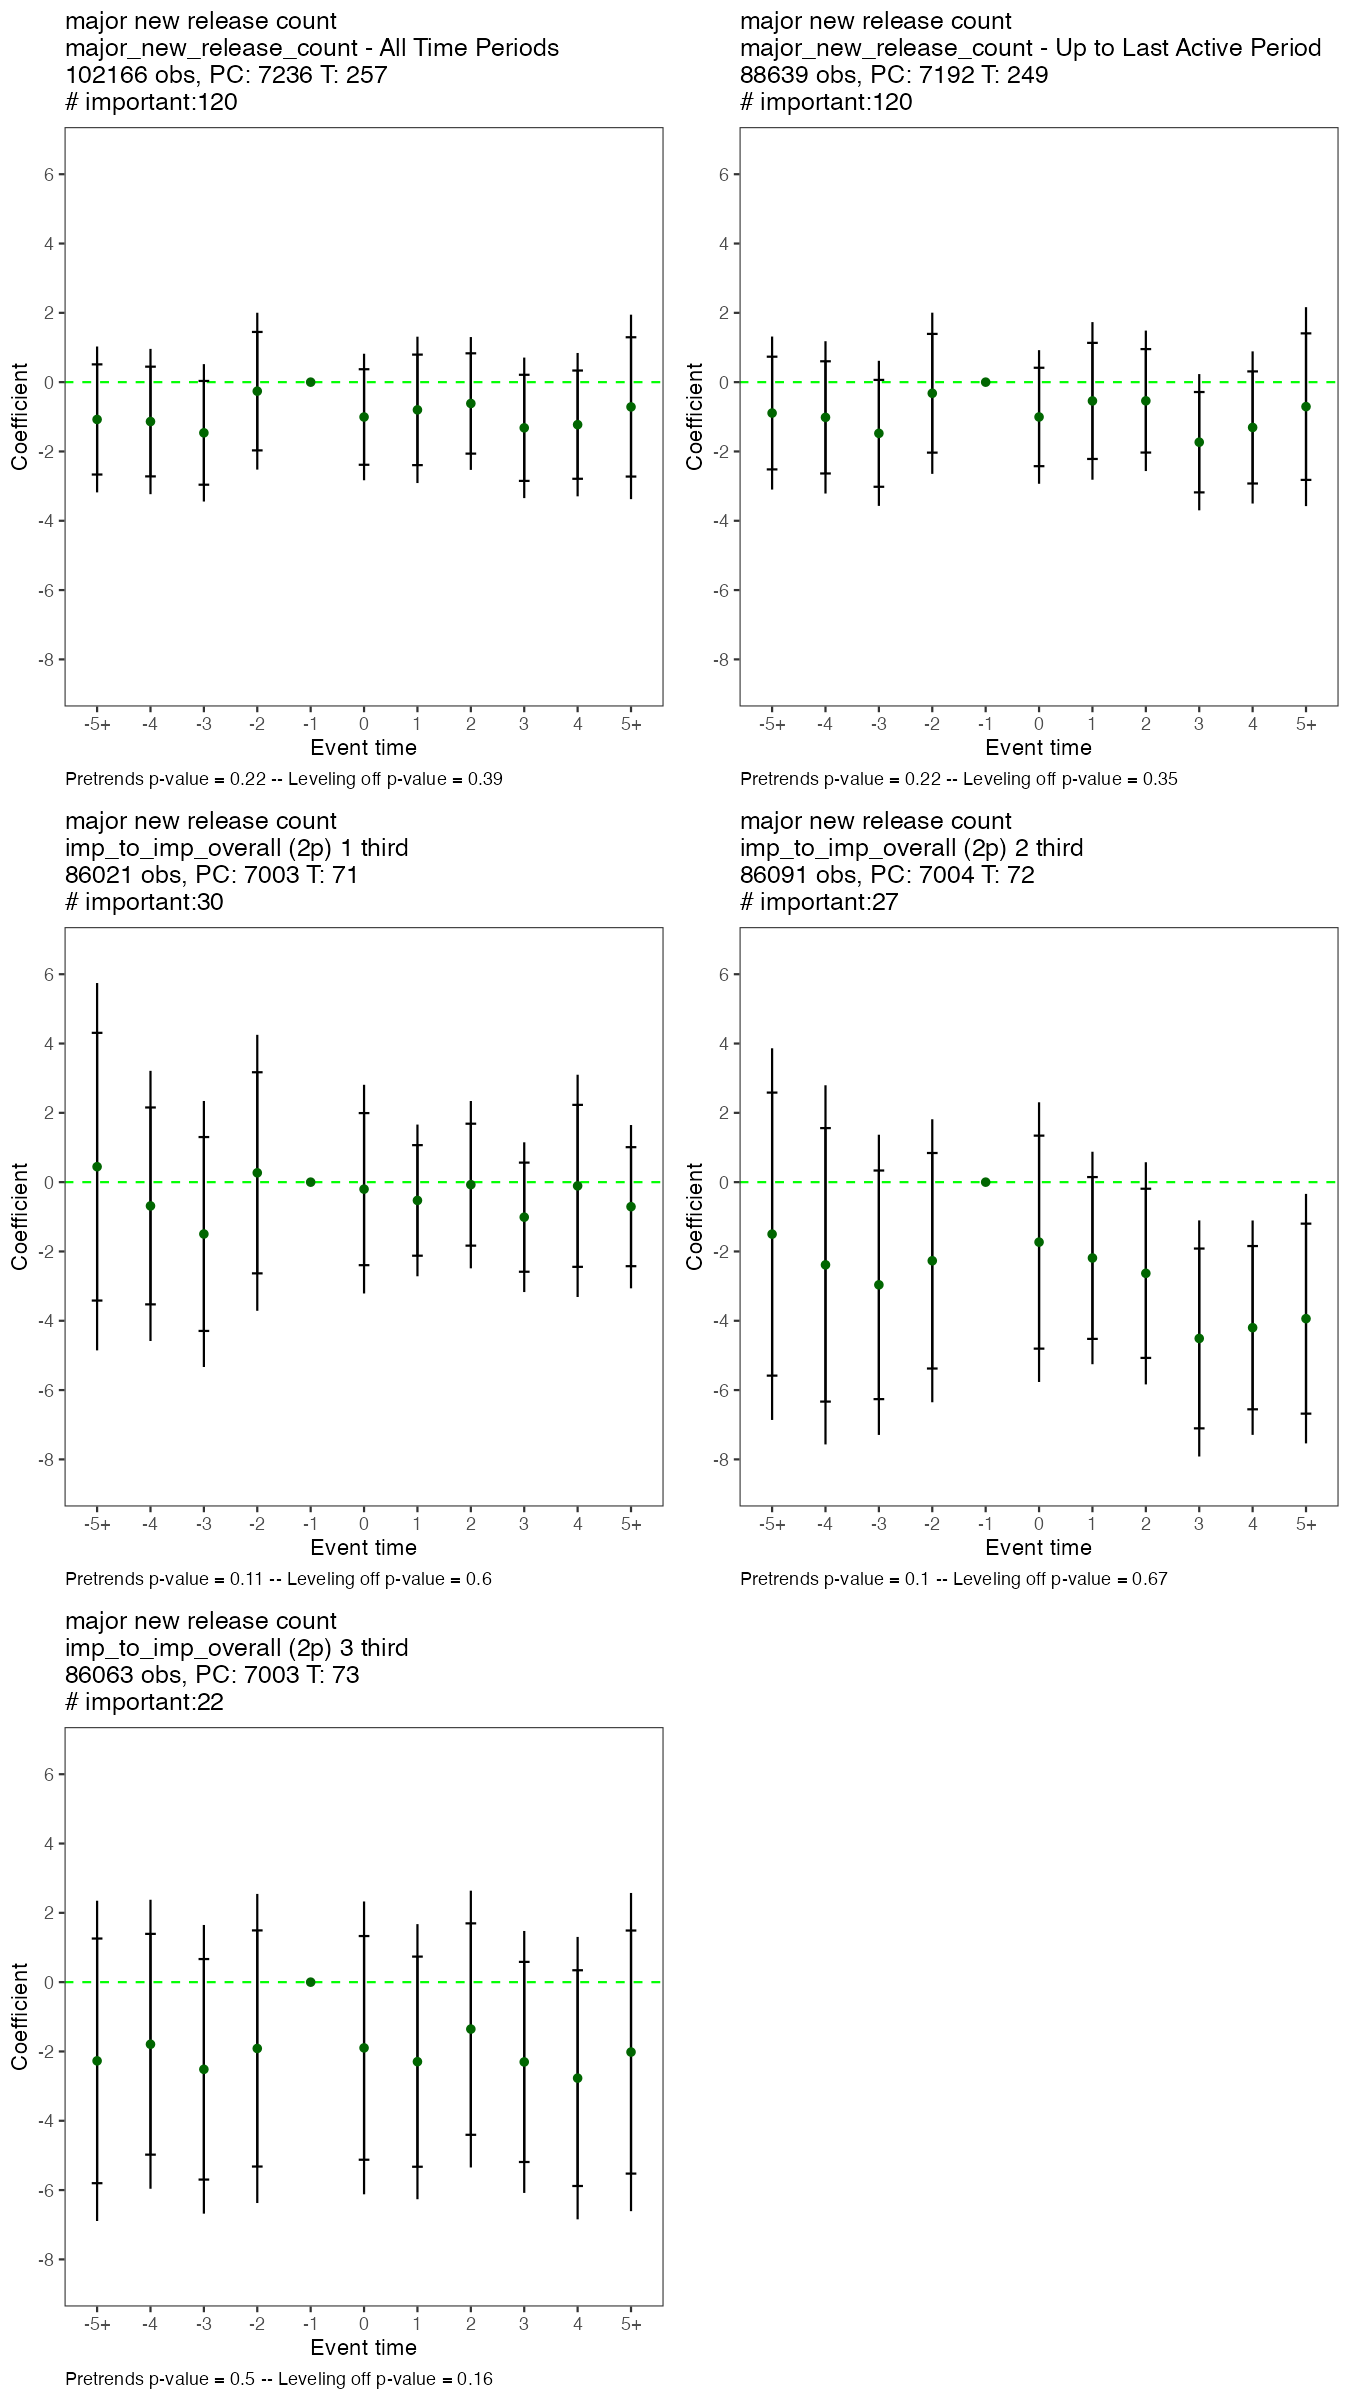 major new release count
major_new_release_count - All Time Periods
102166 obs, PC: 7236 T: 257
# important:120
6
4
2
0
-2
-4
-6
-8
Coefficient
-5+ -4 -3 -2 -1 0 1 2 3 4 5+
Event time
Pretrends p-value = 0.22 -- Leveling off p-value = 0.39
major new release count
major_new_release_count - Up to Last Active Period
88639 obs, PC: 7192 T: 249
# important:120
6
4
2
0
-2
-4
-6
-8
Coefficient
-5+ -4 -3 -2 -1 0 1 2 3 4 5+
Event time
Pretrends p-value = 0.22 -- Leveling off p-value = 0.35
major new release count
imp_to_imp_overall (2p) 1 third
86021 obs, PC: 7003 T: 71
# important:30
6
4
2
0
-2
-4
-6
-8
Coefficient
-5+ -4 -3 -2 -1 0 1 2 3 4 5+
Event time
Pretrends p-value = 0.11 -- Leveling off p-value = 0.6
major new release count
imp_to_imp_overall (2p) 2 third
86091 obs, PC: 7004 T: 72
# important:27
6
4
2
0
-2
-4
-6
-8
Coefficient
-5+ -4 -3 -2 -1 0 1 2 3 4 5+
Event time
Pretrends p-value = 0.1 -- Leveling off p-value = 0.67
major new release count
imp_to_imp_overall (2p) 3 third
86063 obs, PC: 7003 T: 73
# important:22
6
4
2
0
-2
-4
-6
-8
Coefficient
-5+ -4 -3 -2 -1 0 1 2 3 4 5+
Event time
Pretrends p-value = 0.5 -- Leveling off p-value = 0.16